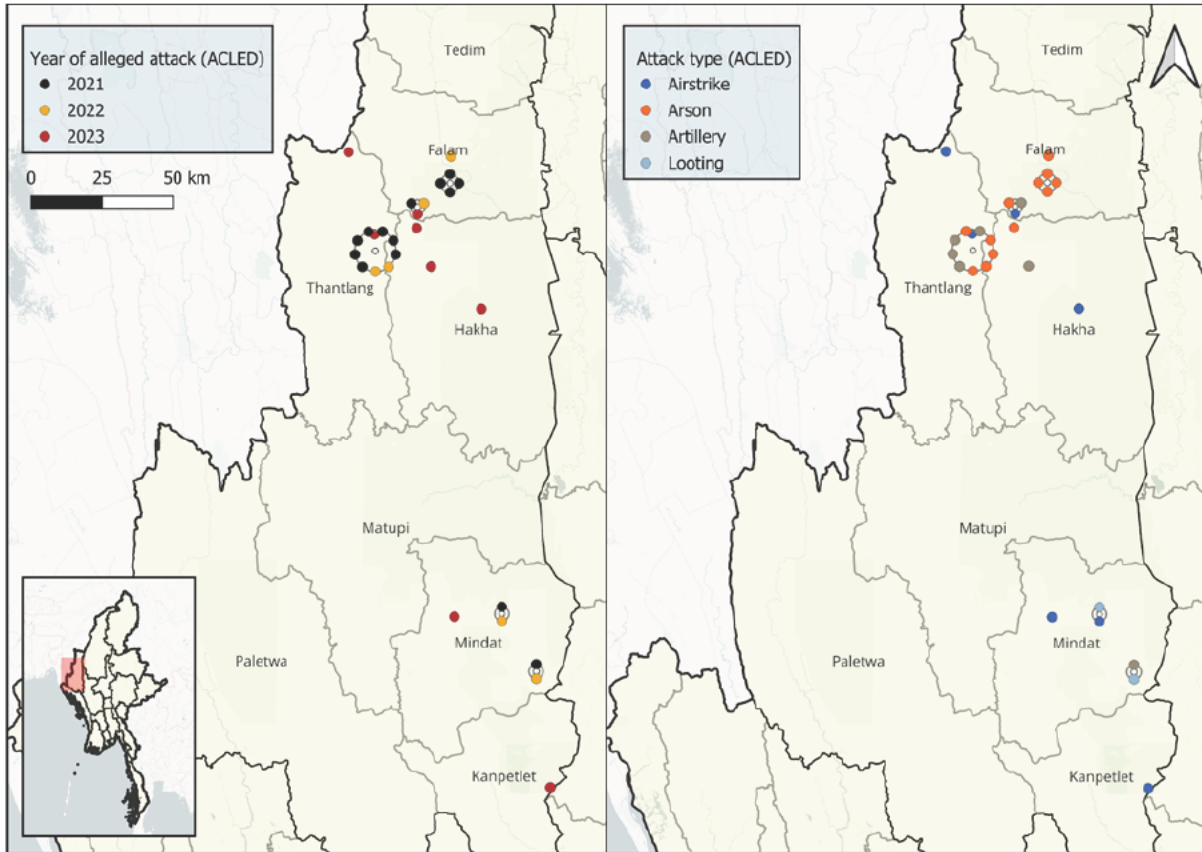 Year of alleged attack (ACLED)
2021
2022
2023
0 25 50 km
Tedim
Falam
Thantlang
Hakha
Matupi
Mindat
Paletwa
Kanpetlet
Attack type (ACLED)
Airstrike
Arson
Artillery
Looting
Tedim
Falam
Thantlang
Hakha
Matupi
Mindat
Paletwa
Kanpetlet